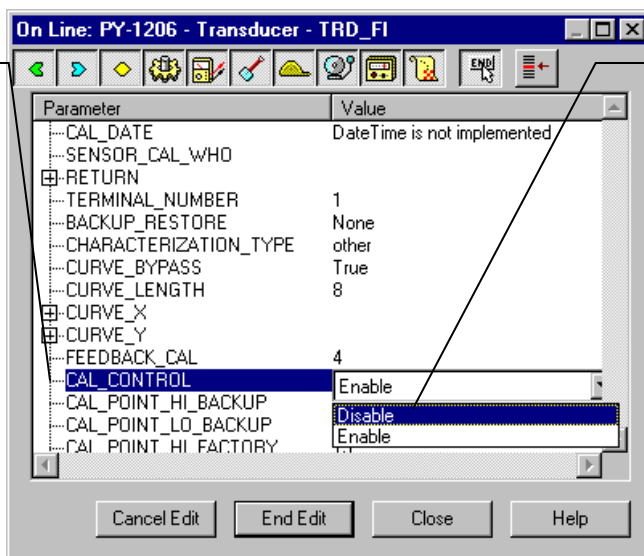 On Line: PY-1206 - Transducer - TRD_FI
END!
Parameter Value
CAL_DATE DateTime is not implemented
SENSOR_CAL_WHO
RETURN
TERMINAL_NUMBER 1
BACKUP_RESTORE None
CHARACTERIZATION_TYPE other
CURVE_BYPASS True
CURVE_LENGTH 8
CURVE_X
CURVE_Y
FEEDBACK_CAL 4
CAL_CONTROL Enable
CAL_POINT_HI_BACKUP Disable
CAL_POINT_LO_BACKUP Enable
CAL_POINT_HI_FACTORY
Cancel Edit End Edit Close Help